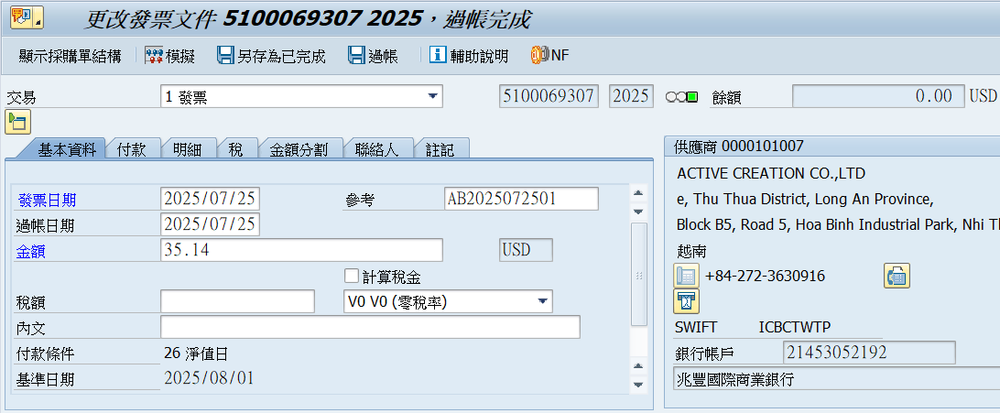 更改發票文件 5100069307 2025，過帳完成
顯示採購單結構 模擬 另存為已完成 過帳 輔助說明 NF
交易 1 發票 5100069307 2025 餘額 0.00 USD
基本資料 付款 明細 稅 金額分割 聯絡人 註記
發票日期 2025/07/25 參考 AB2025072501
過帳日期 2025/07/25
金額 35.14 USD
計算稅金
稅額 V0 V0 (零稅率)
內文
付款條件 26 淨值日
基準日期 2025/08/01
供應商 0000101007
ACTIVE CREATION CO.,LTD
e, Thu Thua District, Long An Province,
Block B5, Road 5, Hoa Binh Industrial Park, Nhi Tl
越南
+84-272-3630916
SWIFT ICBCTWTP
銀行帳戶 21453052192
兆豐國際商業銀行